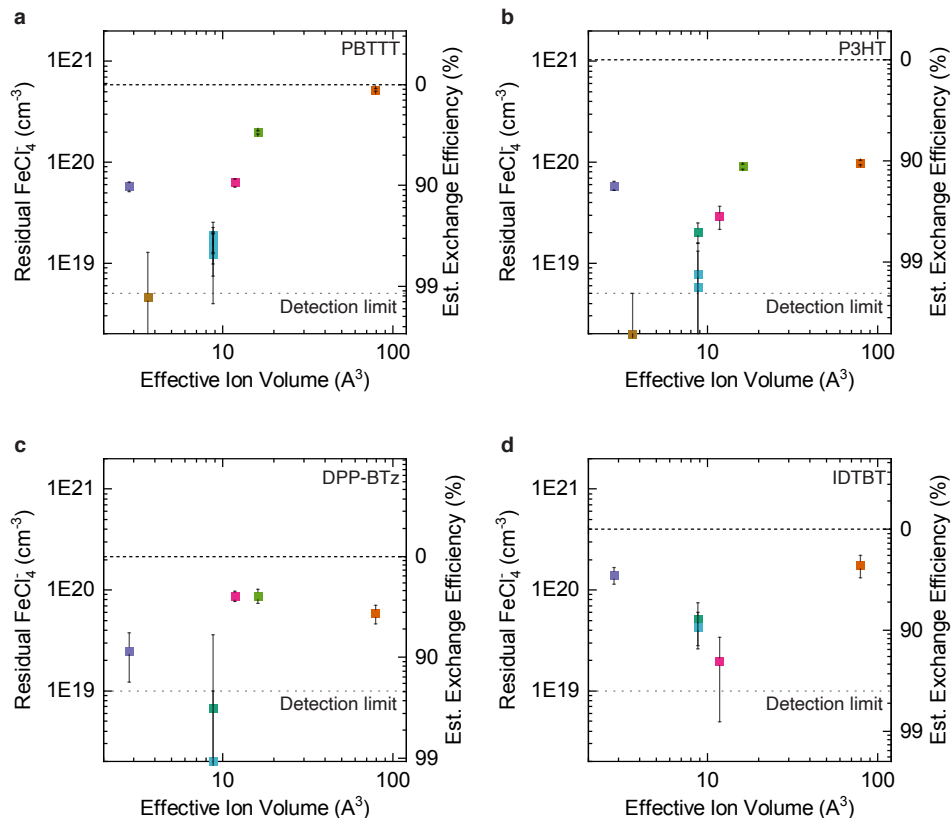 a
PBTTT
1E21
1E20
1E19
Residual FeCl₄⁻ (cm⁻³)
0
90
99
Est. Exchange Efficiency (%)
Detection limit
10
100
Effective Ion Volume (A³)
b
P3HT
1E21
1E20
1E19
Residual FeCl₄⁻ (cm⁻³)
0
90
99
Est. Exchange Efficiency (%)
Detection limit
10
100
Effective Ion Volume (A³)
c
DPP-BTz
1E21
1E20
1E19
Residual FeCl₄⁻ (cm⁻³)
0
90
99
Est. Exchange Efficiency (%)
Detection limit
10
100
Effective Ion Volume (A³)
d
IDTBT
1E21
1E20
1E19
Residual FeCl₄⁻ (cm⁻³)
0
90
99
Est. Exchange Efficiency (%)
Detection limit
10
100
Effective Ion Volume (A³)